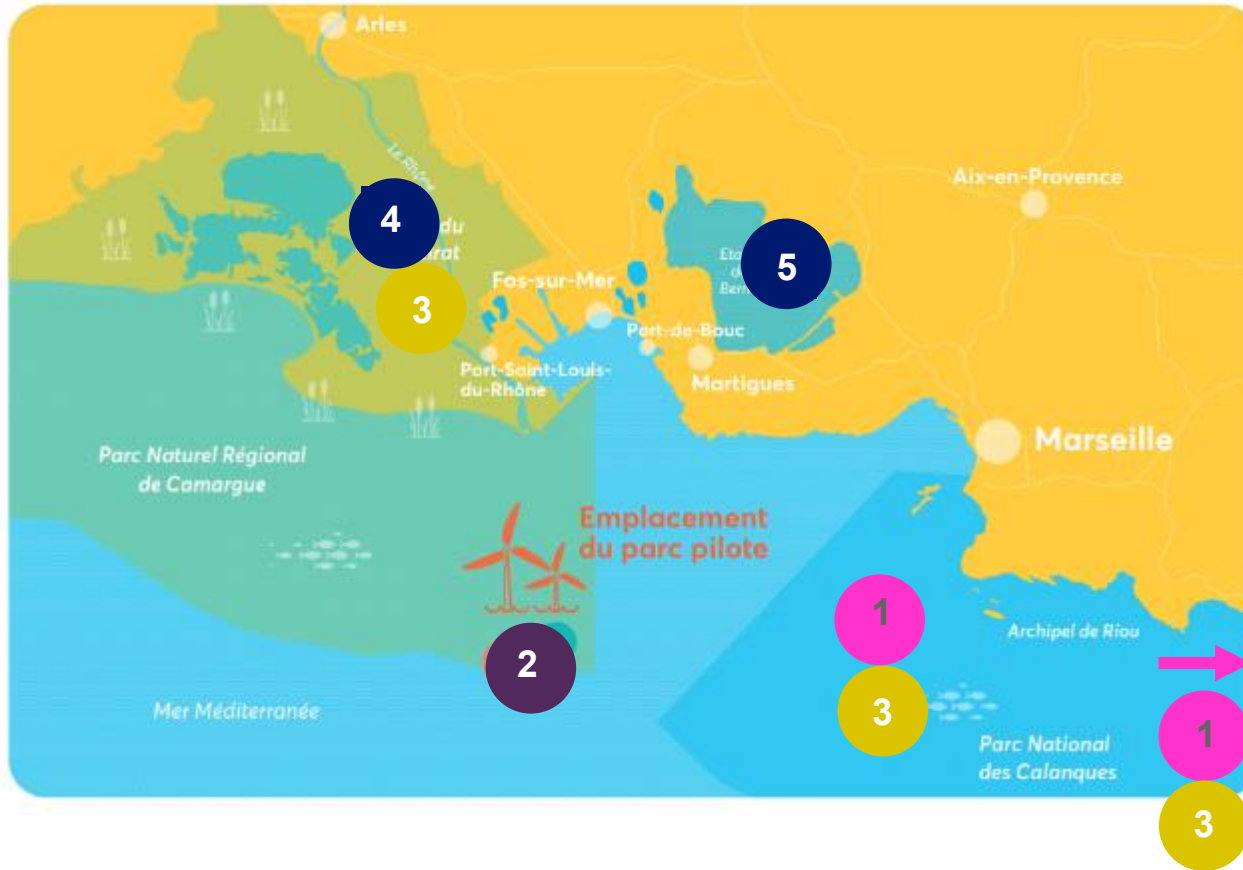 Arles
Le Rhône
Aix-en-Provence
4
du
5
3
Fos-sur-Mer
Port-de-Bouc
Port-Saint-Louis-
du-Rhône
Martigues
Marseille
Parc Naturel Régional
de Camargue
Emplacement
du parc pilote
1
Archipel de Riou
2
3
Mer Méditerranée
1
Parc National
des Calanques
3